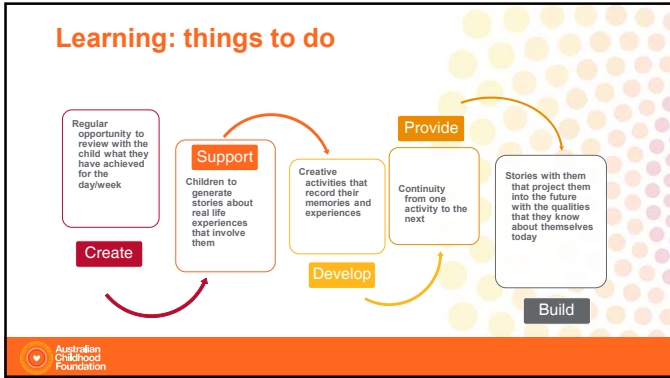 Learning: things to do
Regular
opportunity to
review with the
child what they
have achieved
for the
day/week
Create
Support
Children to
generate
stories about
real life
experiences
that involve
them
Creative
activities that
record their
memories and
experiences
Develop
Provide
Continuity
from one
activity to the
next
Stories with them
that project them
into the future
with the qualities
that they know
about themselves
today
Build
Australian
Childhood
Foundation